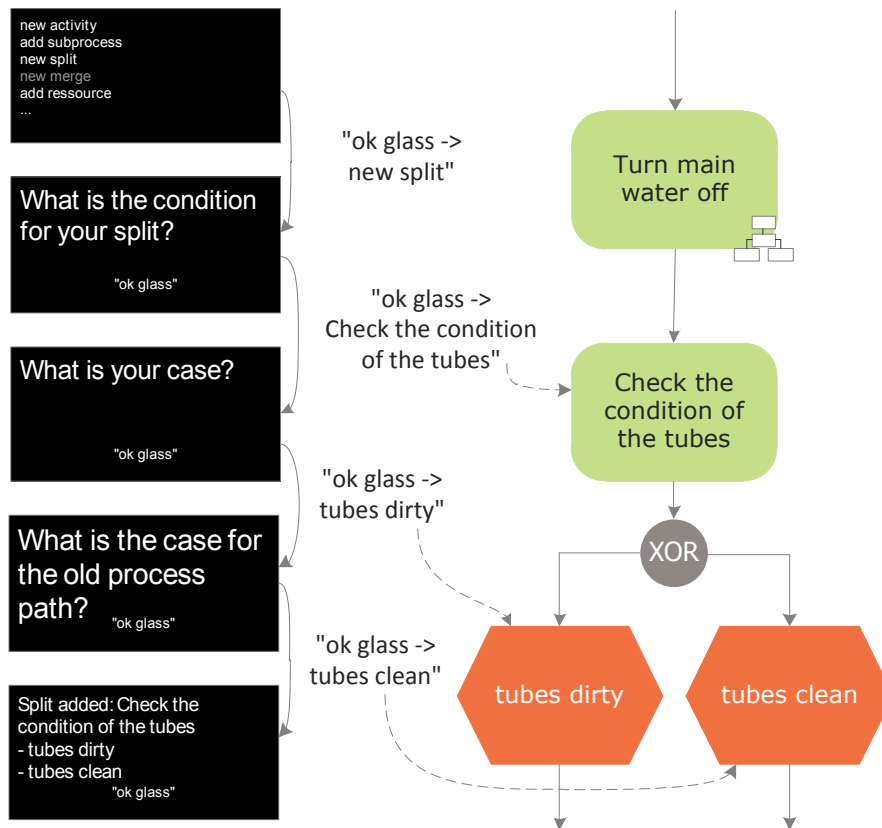 new activity
add subprocess
new split
new merge
add ressource
...
"ok glass ->
new split"
What is the condition
for your split?
"ok glass"
"ok glass ->
Check the condition
of the tubes"
What is your case?
"ok glass"
"ok glass ->
tubes dirty"
What is the case for
the old process
path?
"ok glass"
"ok glass ->
tubes clean"
Split added: Check the
condition of the tubes
- tubes dirty
- tubes clean
"ok glass"
Turn main
water off
Check the
condition of
the tubes
XOR
tubes dirty
tubes clean